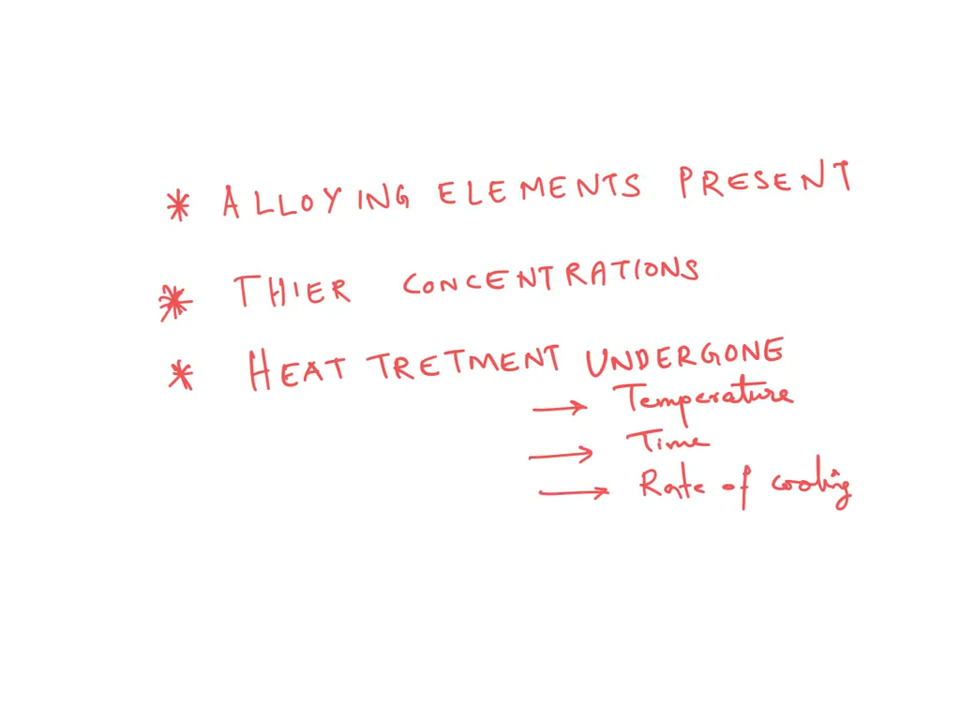 * ALLOYING ELEMENTS PRESENT
* THIER CONCENTRATIONS
* HEAT TRETMENT UNDERGONE
→ Temperature
→ Time
→ Rate of cooling